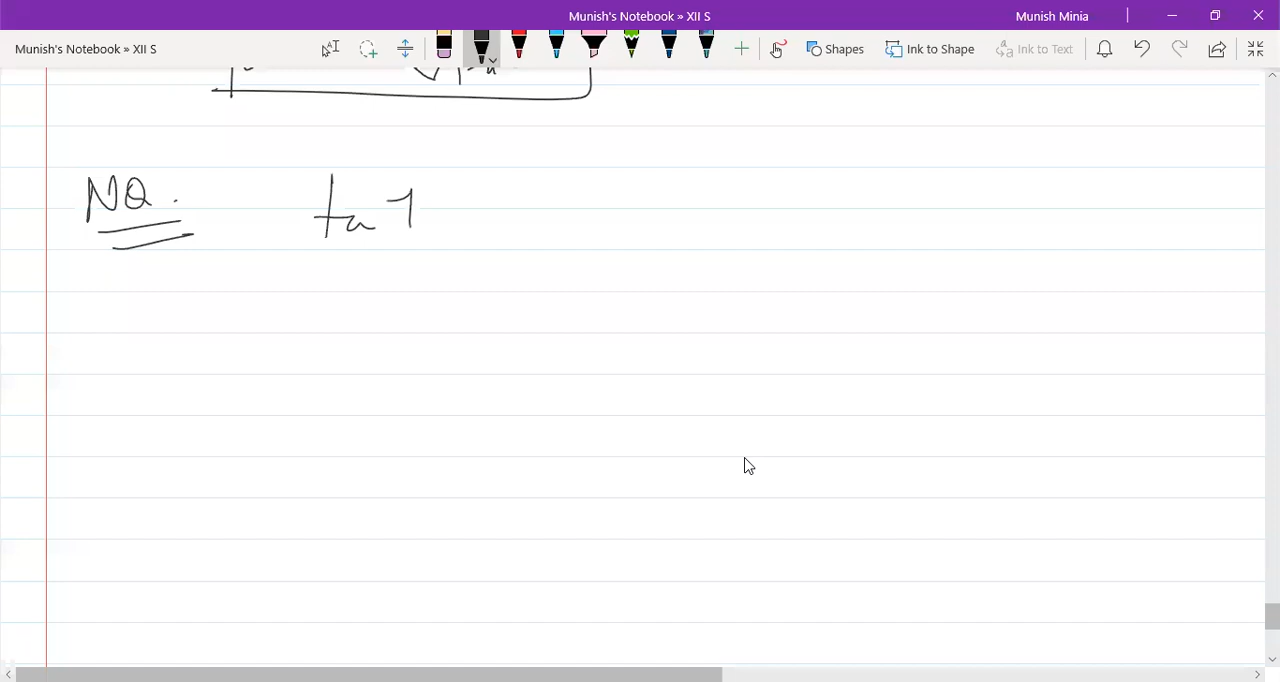 Munish's Notebook » XII S
Munish Minia
Munish's Notebook » XII S
Shapes
Ink to Shape
Ink to Text
NQ.